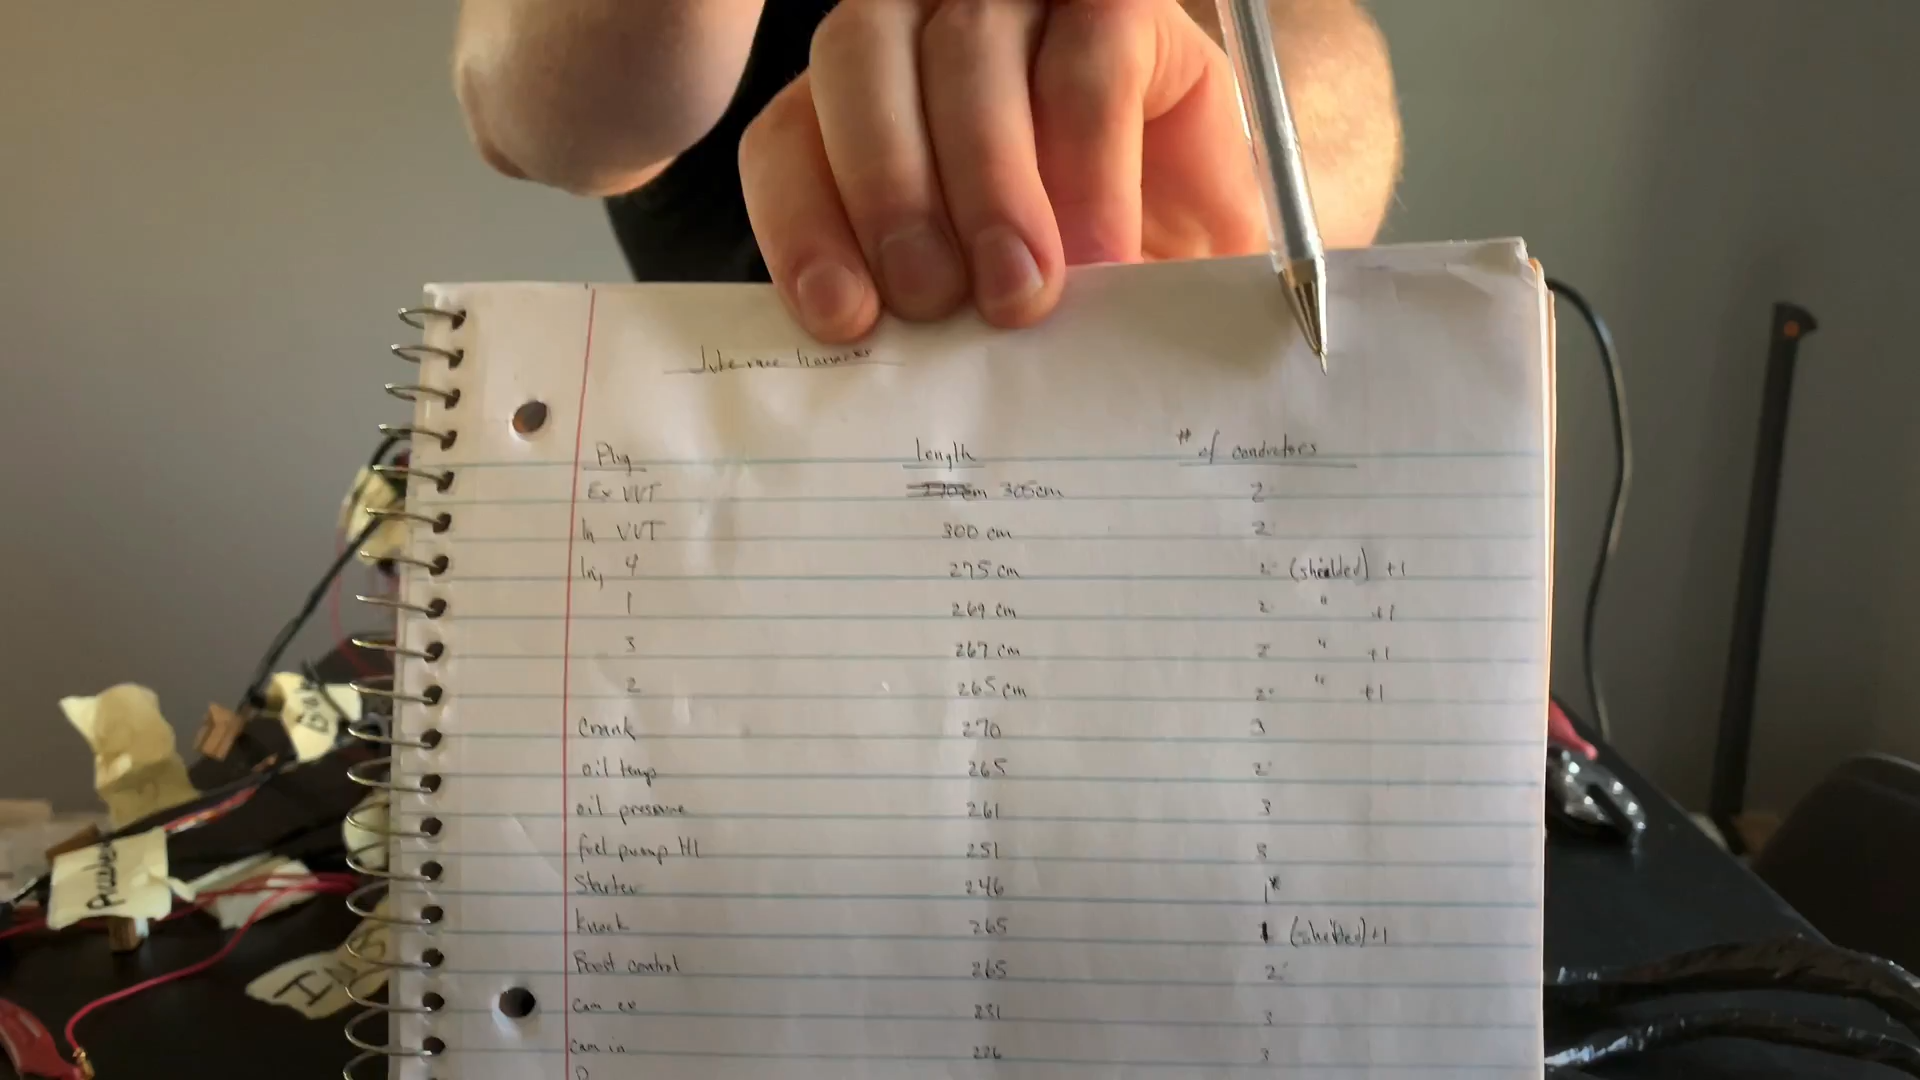 Plug length # of conductors
Ex VVT 305cm 2
In VVT 300 cm 2
Inj 4 275 cm 2 (shielded) +1
1 269 cm 2 " +1
3 267 cm 2 " +1
2 265 cm 2 " +1
Crank 270 3
oil temp 265 2
oil pressure 261 3
fuel pump HI 251 3
Starter 246 1*
Knock 265 1 (shielded) +1
Boost control 265 2
Cam ex 231 3
Cam in 226 3